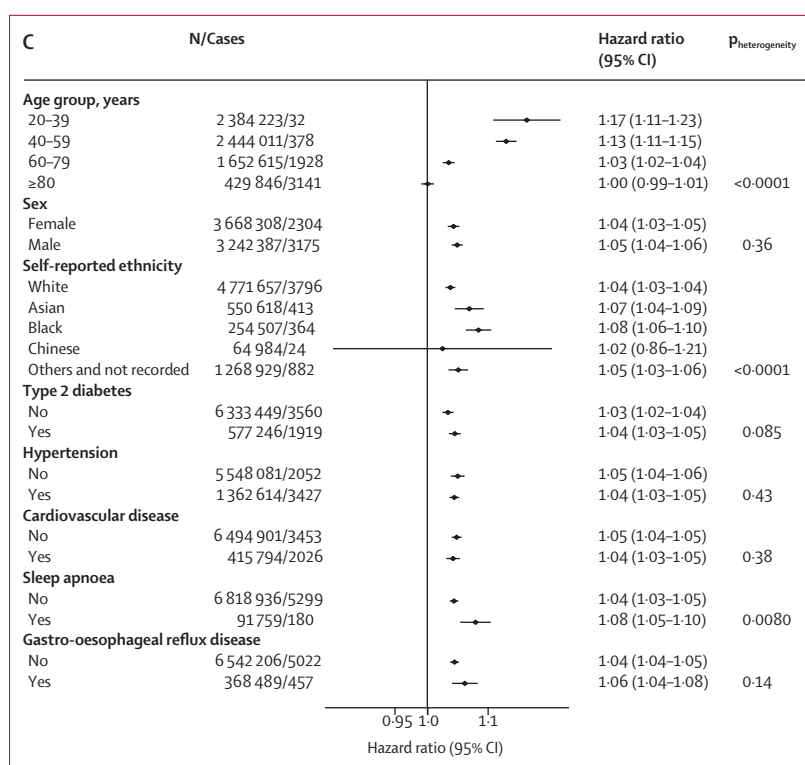 C N/Cases Hazard ratio (95% CI) pheterogeneity
Age group, years
20–39 2 384 223/32 1·17 (1·11–1·23)
40–59 2 444 011/378 1·13 (1·11–1·15)
60–79 1 652 615/1928 1·03 (1·02–1·04)
≥80 429 846/3141 1·00 (0·99–1·01) <0·0001
Sex
Female 3 668 308/2304 1·04 (1·03–1·05)
Male 3 242 387/3175 1·05 (1·04–1·06) 0·36
Self-reported ethnicity
White 4 771 657/3796 1·04 (1·03–1·04)
Asian 550 618/413 1·07 (1·04–1·09)
Black 254 507/364 1·08 (1·06–1·10)
Chinese 64 984/24 1·02 (0·86–1·21)
Others and not recorded 1 268 929/882 1·05 (1·03–1·06) <0·0001
Type 2 diabetes
No 6 333 449/3560 1·03 (1·02–1·04)
Yes 577 246/1919 1·04 (1·03–1·05) 0·085
Hypertension
No 5 548 081/2052 1·05 (1·04–1·06)
Yes 1 362 614/3427 1·04 (1·03–1·05) 0·43
Cardiovascular disease
No 6 494 901/3453 1·05 (1·04–1·05)
Yes 415 794/2026 1·04 (1·03–1·05) 0·38
Sleep apnoea
No 6 818 936/5299 1·04 (1·03–1·05)
Yes 91 759/180 1·08 (1·05–1·10) 0·0080
Gastro-oesophageal reflux disease
No 6 542 206/5022 1·04 (1·04–1·05)
Yes 368 489/457 1·06 (1·04–1·08) 0·14
0·95 1·0 1·1
Hazard ratio (95% CI)